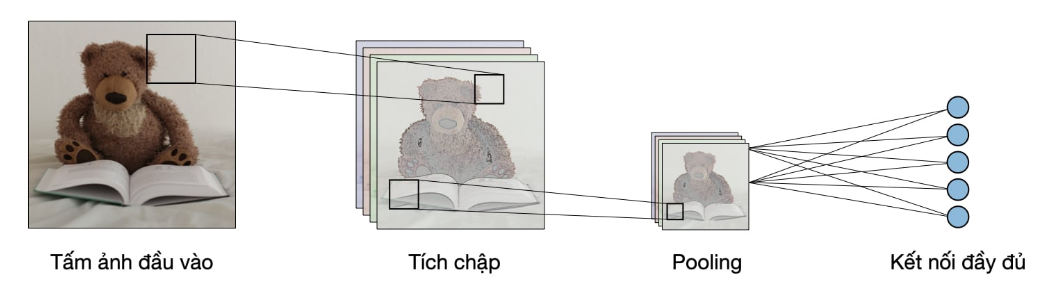 Tấm ảnh đầu vào
Tích chập
Pooling
Kết nối đầy đủ